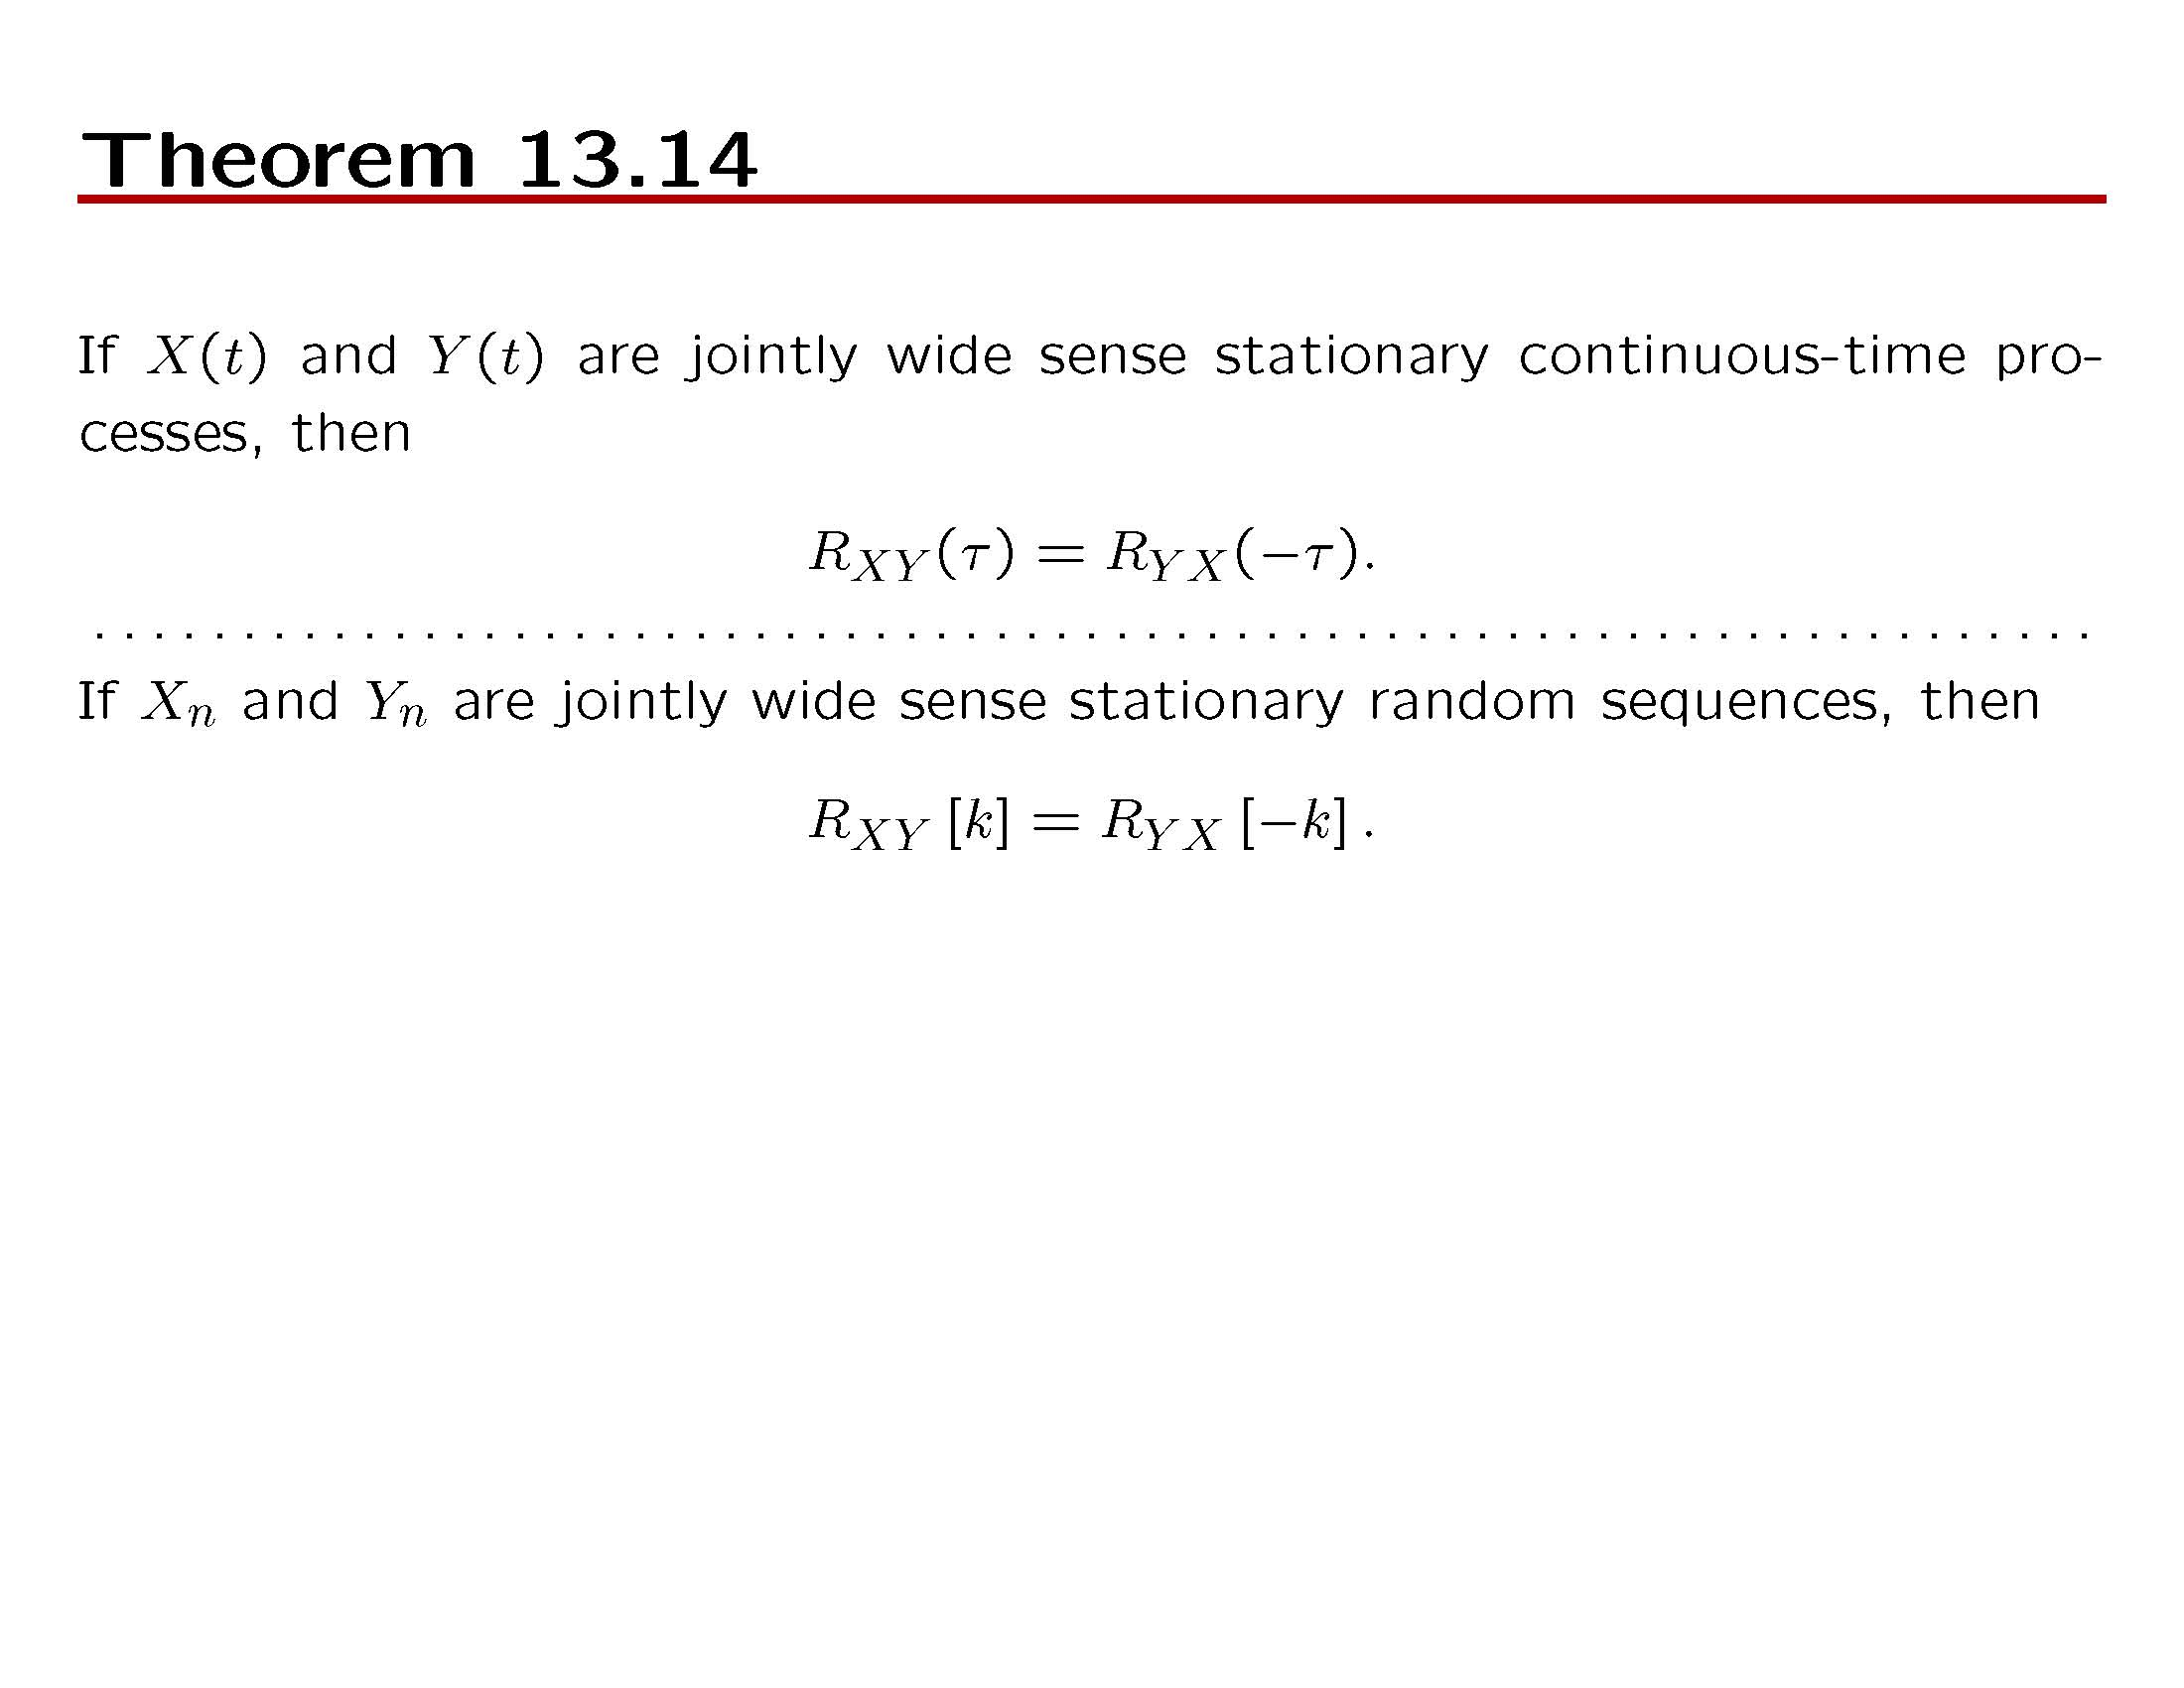 Theorem 13.14
If X(t) and Y(t) are jointly wide sense stationary continuous-time pro-
cesses, then
R_{XY}(τ) = R_{YX}(−τ).
If X_n and Y_n are jointly wide sense stationary random sequences, then
R_{XY} [k] = R_{YX} [−k] .